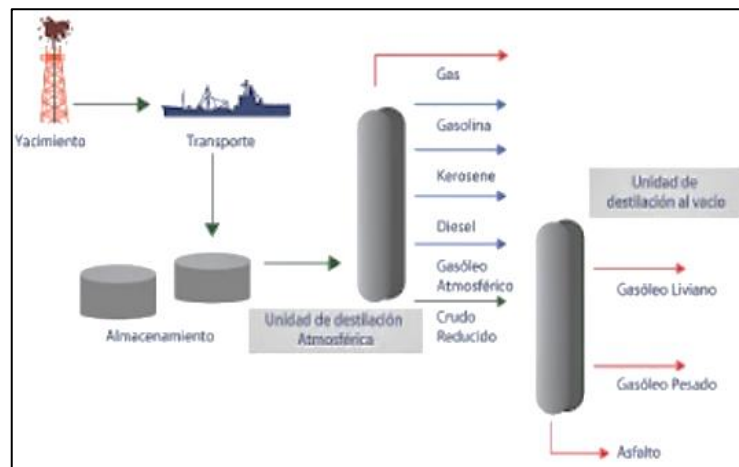 Yacimiento
Transporte
Almacenamiento
Unidad de destilación
Atmosférica
Gas
Gasolina
Kerosene
Diesel
Gasóleo
Atmosférico
Crudo
Reducido
Unidad de
destilación al vacio
Gasóleo Liviano
Gasóleo Pesado
Asfalto